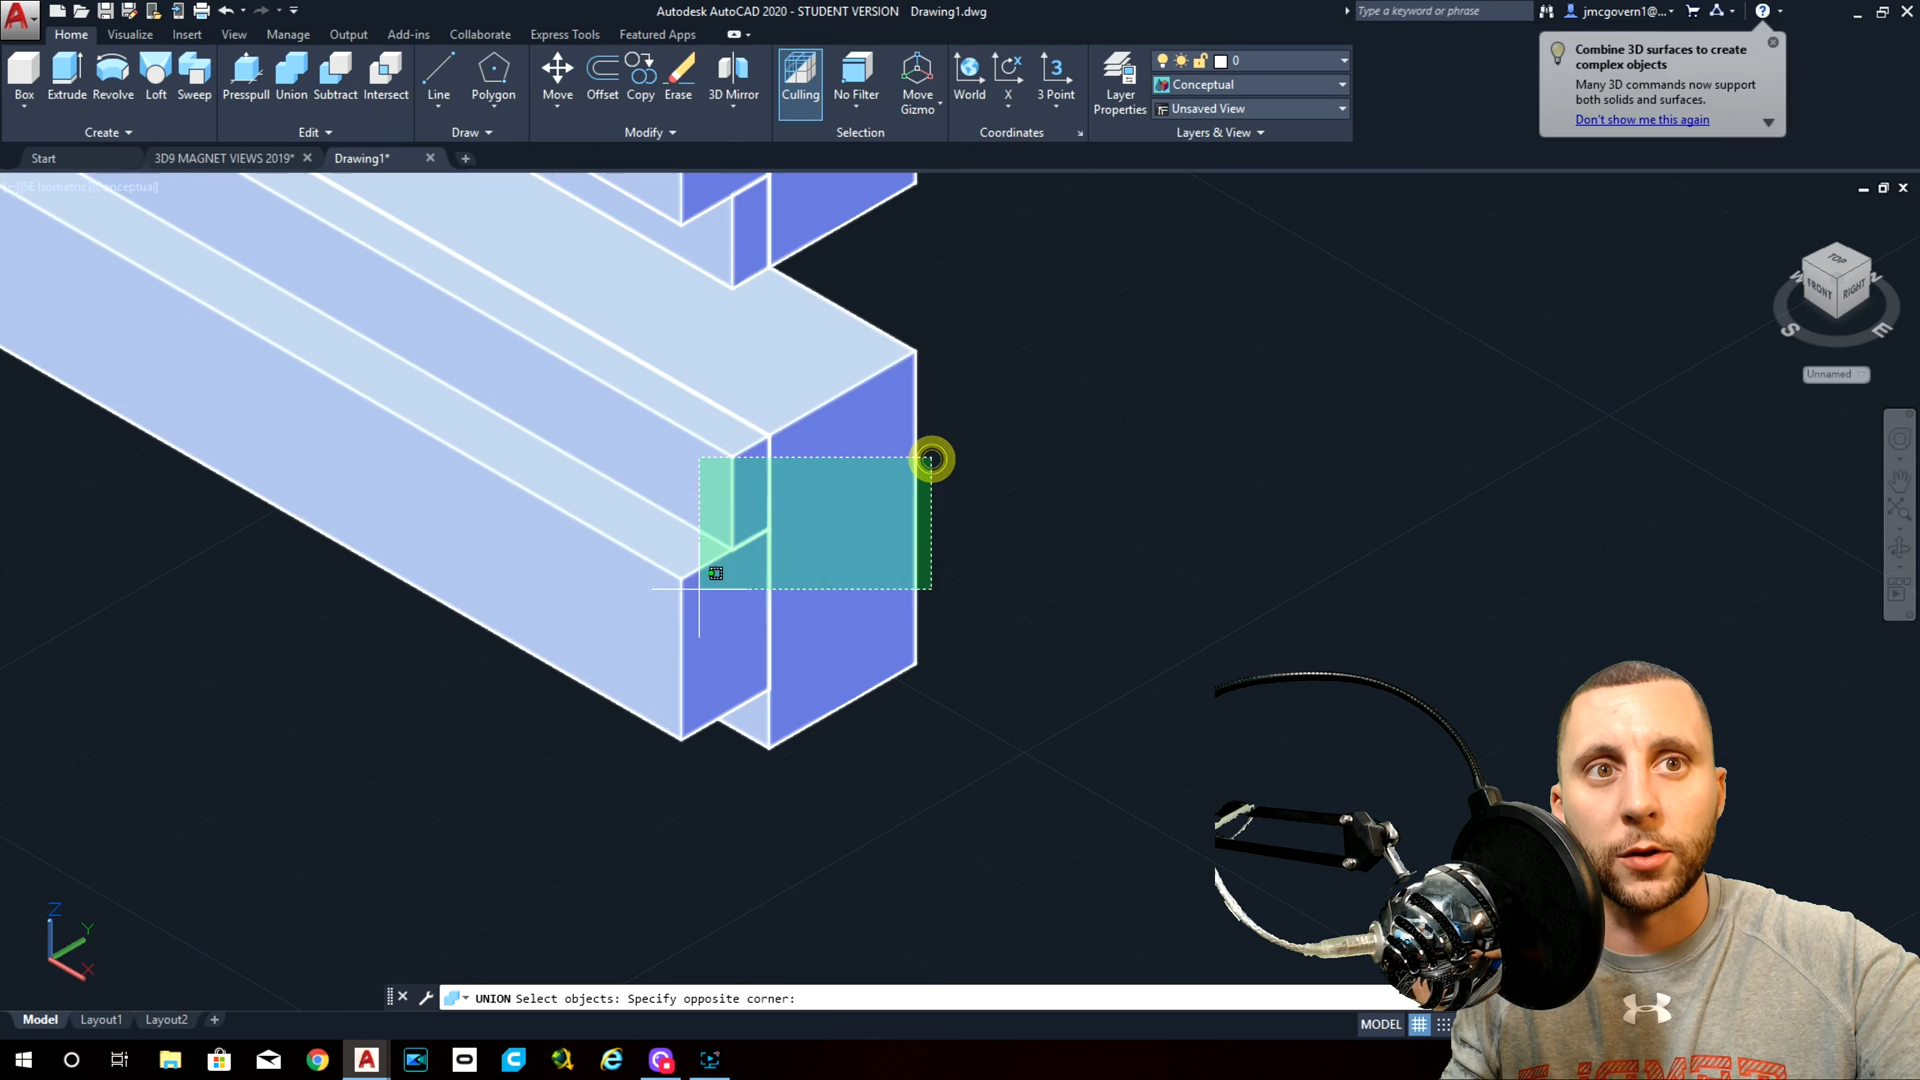 Autodesk AutoCAD 2020 - STUDENT VERSION Drawing1.dwg
Type a keyword or phrase
jmcgovern1@...
Home Visualize Insert View Manage Output Add-ins Collaborate Express Tools Featured Apps
Box Extrude Revolve Loft Sweep Presspull Union Subtract Intersect Line Polygon Move Offset Copy Erase 3D Mirror Culling No Filter Move Gizmo World X 3 Point Layer Properties
0
Conceptual
Unsaved View
Create Edit Draw Modify Selection Coordinates Layers & View
Combine 3D surfaces to create
complex objects
Many 3D commands now support
both solids and surfaces.
Don't show me this again
Start 3D9 MAGNET VIEWS 2019* Drawing1*
[-][SE Isometric][Conceptual]
TOP
W N
FRONT RIGHT
S E
Unnamed
Z
Y
X
UNION Select objects: Specify opposite corner:
Model Layout1 Layout2
MODEL